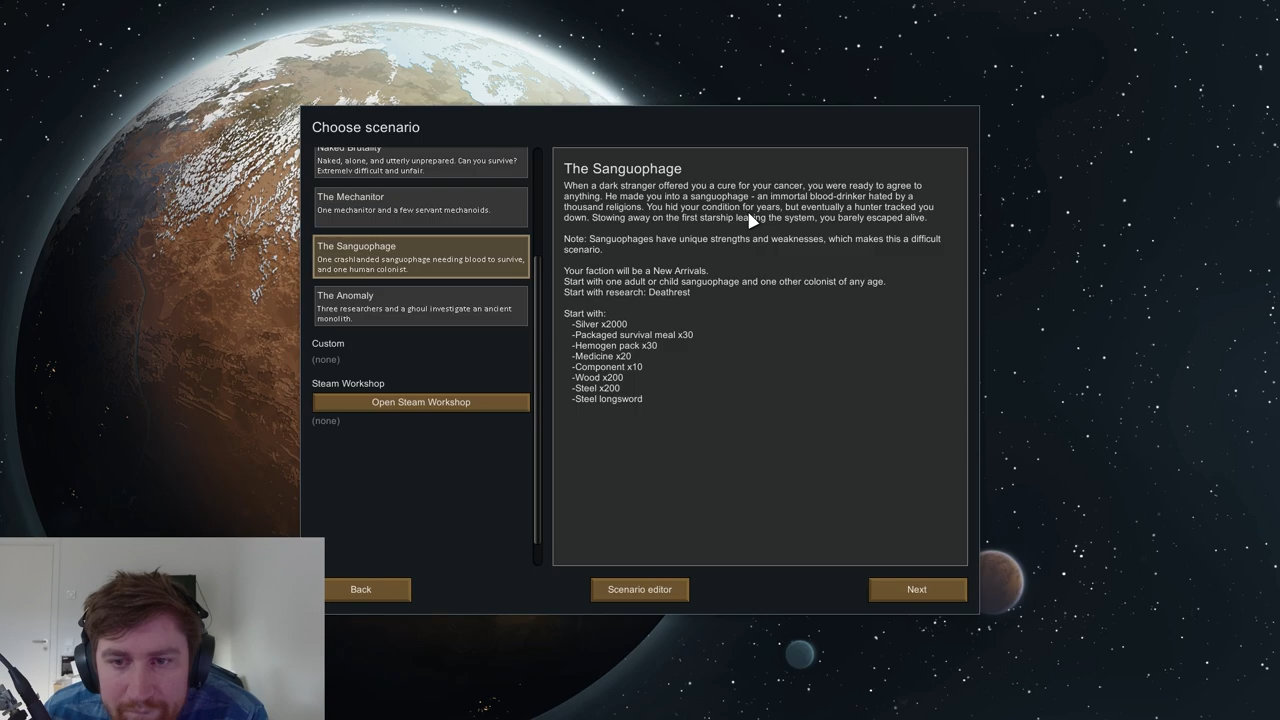 Choose scenario
Naked Brutality
Naked, alone, and utterly unprepared. Can you survive?
Extremely difficult and unfair.
The Mechanitor
One mechanitor and a few servant mechanoids.
The Sanguophage
One crashlanded sanguophage needing blood to survive,
and one human colonist.
The Anomaly
Three researchers and a ghoul investigate an ancient
monolith.
Custom
(none)
Steam Workshop
Open Steam Workshop
(none)
The Sanguophage
When a dark stranger offered you a cure for your cancer, you were ready to agree to
anything. He made you into a sanguophage - an immortal blood-drinker hated by a
thousand religions. You hid your condition for years, but eventually a hunter tracked you
down. Stowing away on the first starship leaving the system, you barely escaped alive.
Note: Sanguophages have unique strengths and weaknesses, which makes this a difficult
scenario.
Your faction will be a New Arrivals.
Start with one adult or child sanguophage and one other colonist of any age.
Start with research: Deathrest
Start with:
-Silver x2000
-Packaged survival meal x30
-Hemogen pack x30
-Medicine x20
-Component x10
-Wood x200
-Steel x200
-Steel longsword
Back
Scenario editor
Next